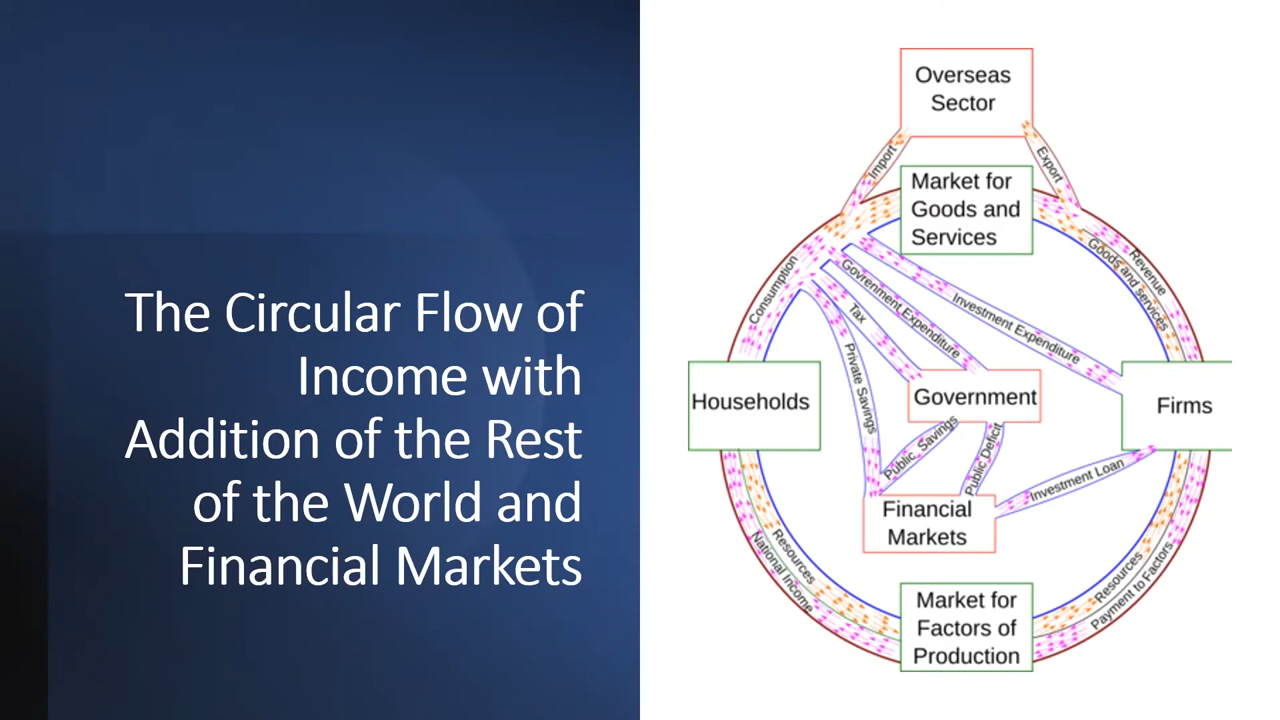 The Circular Flow of
Income with
Addition of the Rest
of the World and
Financial Markets
Overseas
Sector
Import
Export
Market for
Goods and
Services
Consumption
Revenue
Goods and services
Govrenment Expenditure
Investment Expenditure
Tax
Private Savings
Households
Government
Firms
Public Savings
Public Deficit
Investment Loan
Financial
Markets
Resources
National Income
Resources
Payment to Factors
Market for
Factors of
Production